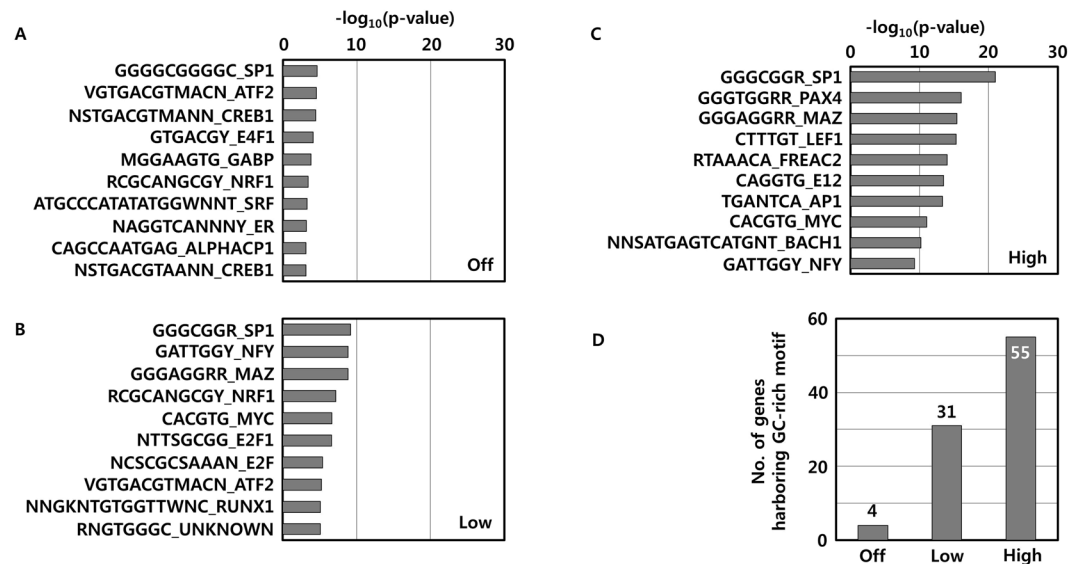 A
-log10(p-value)
0 10 20 30
GGGGCGGGGC_SP1
VGTGACGTMACN_ATF2
NSTGACGTMANN_CREB1
GTGACGY_E4F1
MGGAAGTG_GABP
RCGCANGCGY_NRF1
ATGCCCATATATGGWNNT_SRF
NAGGTCANNNNY_ER
CAGCCAATGAG_ALPHACP1
NSTGACGTAANN_CREB1
Off
B
GGGCGGR_SP1
GATTGGY_NFY
GGGAGGRR_MAZ
RCGCANGCGY_NRF1
CACGTG_MYC
NTTSGCGG_E2F1
NCSCGCSAAAN_E2F
VGTGACGTMACN_ATF2
NNGKNTGTGGTTWNC_RUNX1
RNGTGGGC_UNKNOWN
Low
C
-log10(p-value)
0 10 20 30
GGGCGGR_SP1
GGGTGGRR_PAX4
GGGAGGRR_MAZ
CTTTGT_LEF1
RTAAACA_FREAC2
CAGGTG_E12
TGANTCA_AP1
CACGTG_MYC
NNSATGAGTCATGNT_BACH1
GATTGGY_NFY
High
D
No. of genes
harboring GC-rich motif
60
40
20
0
4
31
55
Off Low High